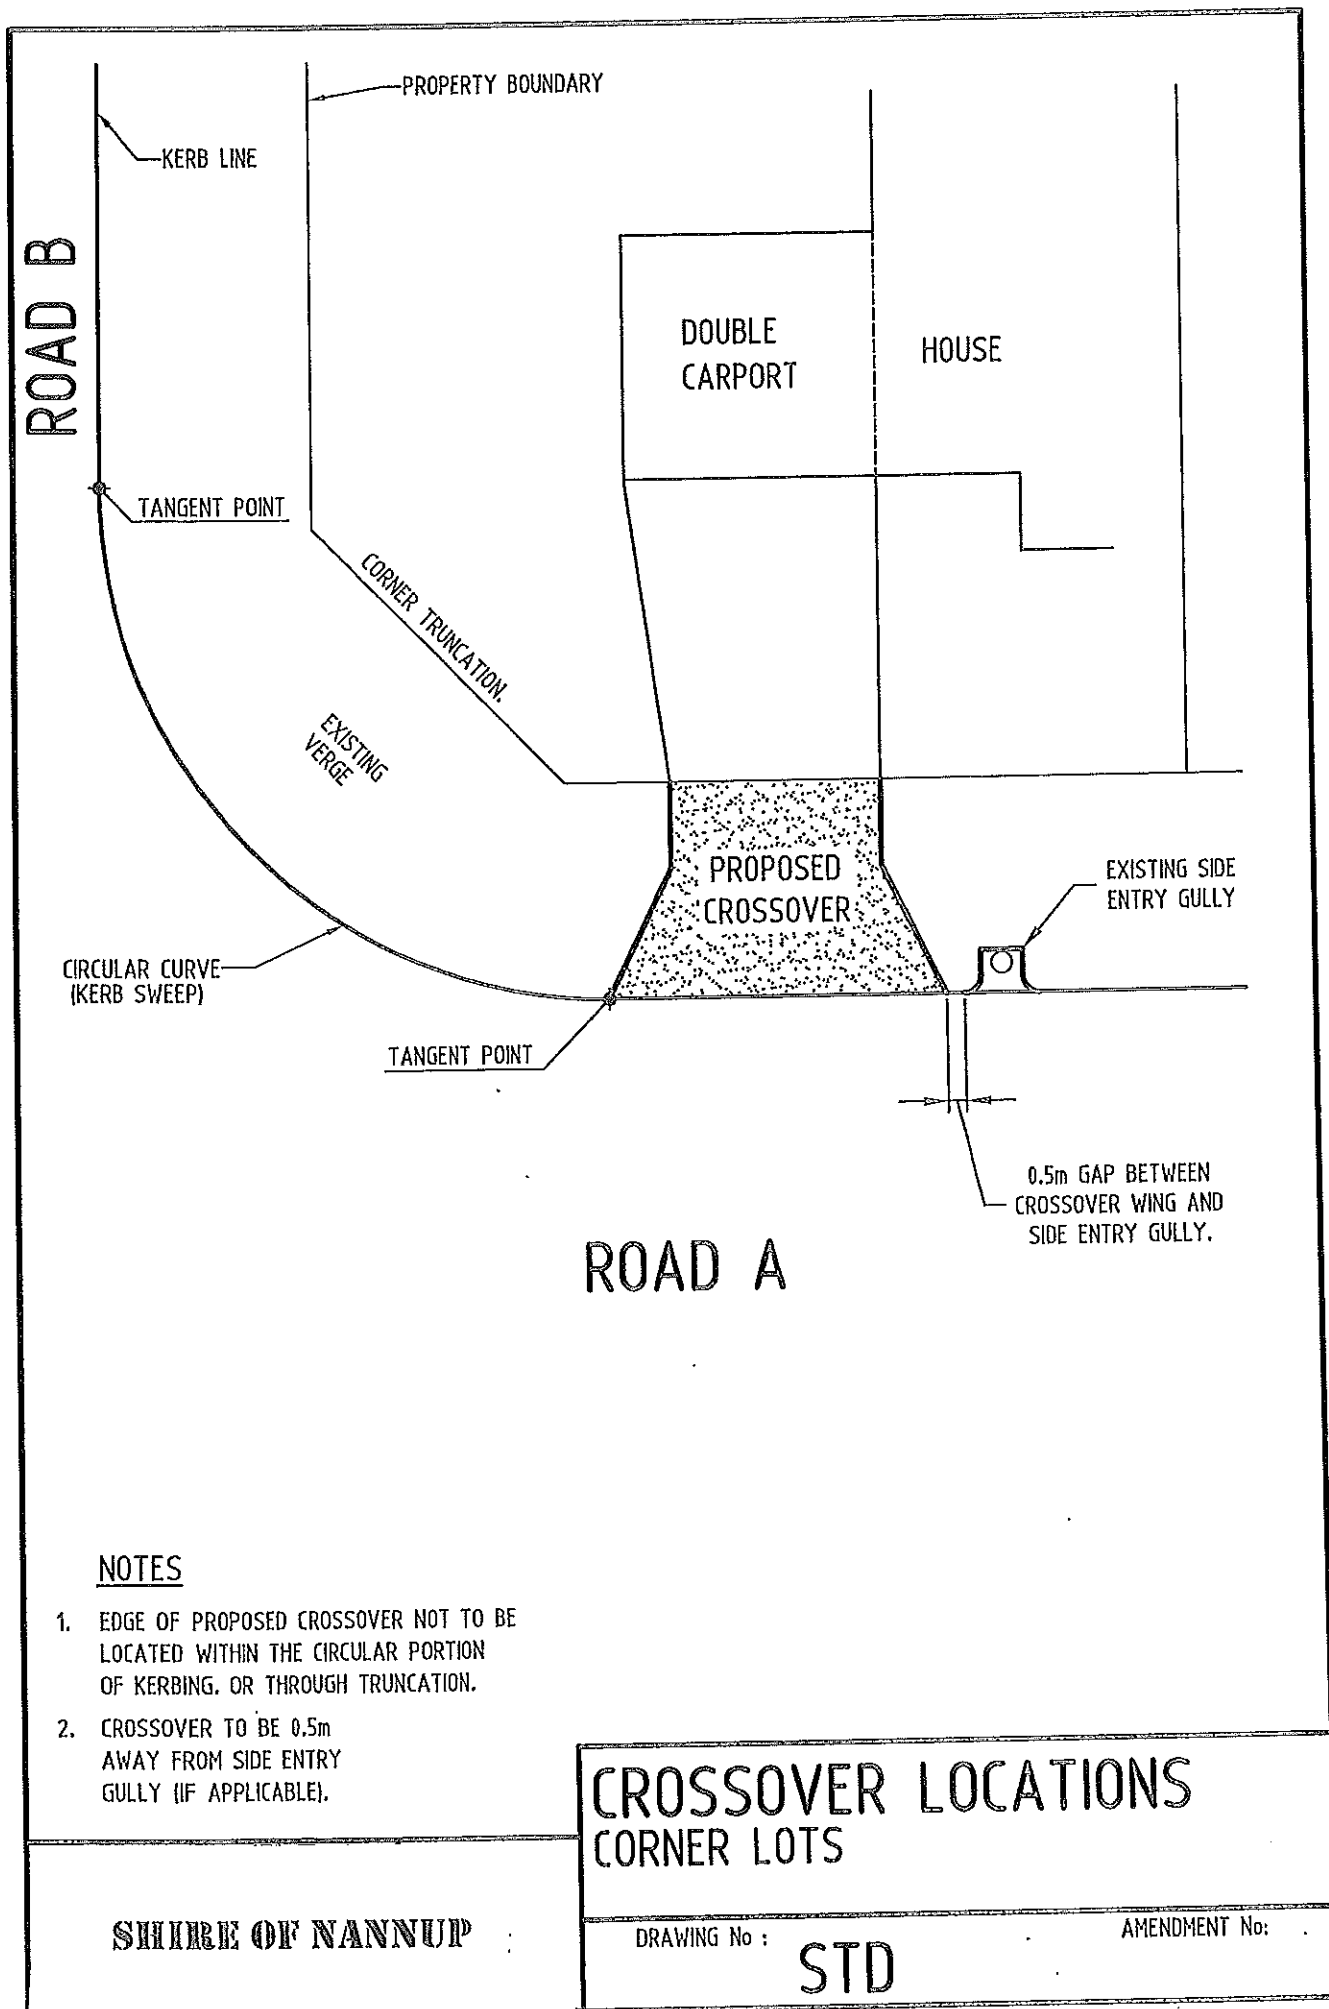 PROPERTY BOUNDARY
KERB LINE
ROAD B
DOUBLE
CARPORT
HOUSE
TANGENT POINT
CORNER TRUNCATION.
EXISTING
VERGE
PROPOSED
CROSSOVER
EXISTING SIDE
ENTRY GULLY
CIRCULAR CURVE
(KERB SWEEP)
TANGENT POINT
0.5m GAP BETWEEN
CROSSOVER WING AND
SIDE ENTRY GULLY.
ROAD A
NOTES
1. EDGE OF PROPOSED CROSSOVER NOT TO BE
LOCATED WITHIN THE CIRCULAR PORTION
OF KERBING. OR THROUGH TRUNCATION.
2. CROSSOVER TO BE 0.5m
AWAY FROM SIDE ENTRY
GULLY (IF APPLICABLE).
CROSSOVER LOCATIONS
CORNER LOTS
SHIRE OF NANNUP
DRAWING No :
STD
AMENDMENT No: